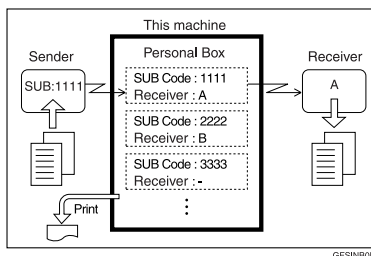 This machine
Sender
Personal Box
Receiver
SUB:1111
SUB Code : 1111
Receiver : A
A
SUB Code : 2222
Receiver : B
SUB Code : 3333
Receiver : -
Print